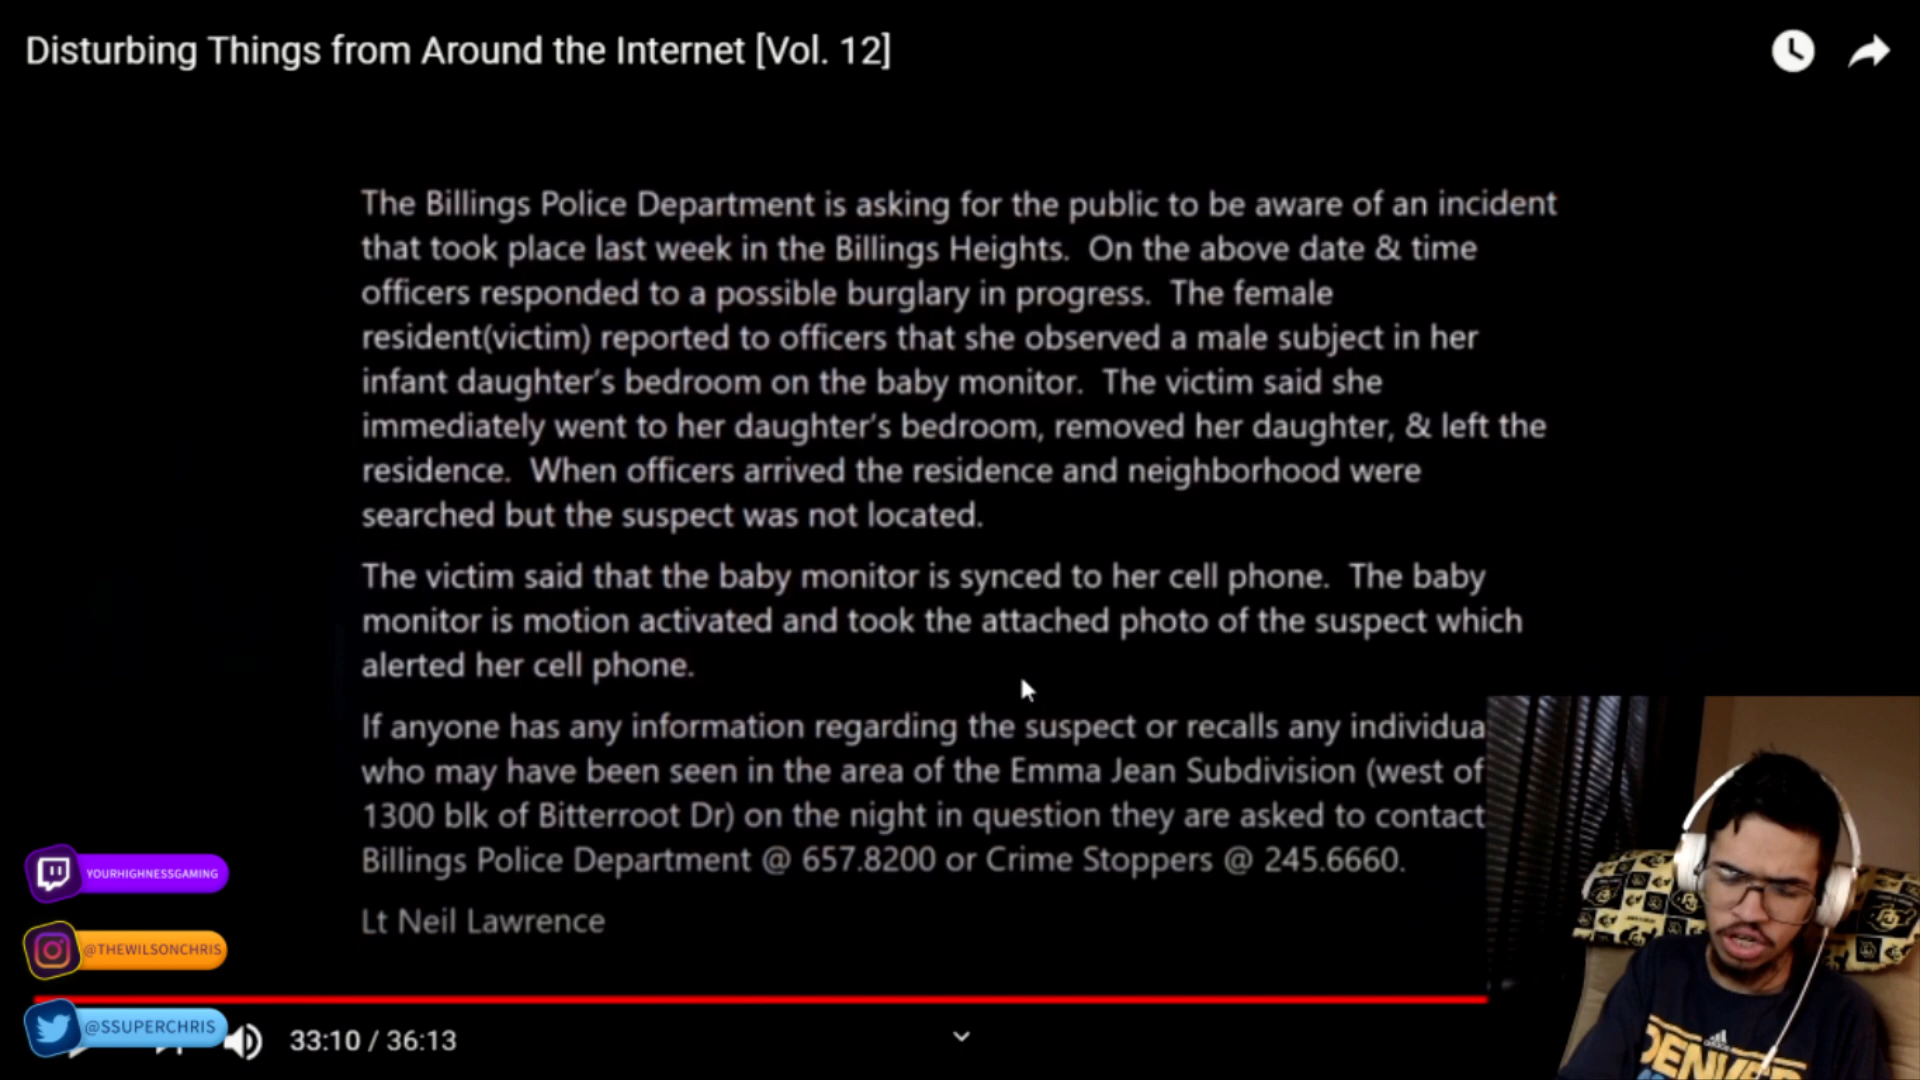 Disturbing Things from Around the Internet [Vol. 12]
The Billings Police Department is asking for the public to be aware of an incident
that took place last week in the Billings Heights.  On the above date & time
officers responded to a possible burglary in progress.  The female
resident(victim) reported to officers that she observed a male subject in her
infant daughter's bedroom on the baby monitor.  The victim said she
immediately went to her daughter's bedroom, removed her daughter, & left the
residence.  When officers arrived the residence and neighborhood were
searched but the suspect was not located.
The victim said that the baby monitor is synced to her cell phone.  The baby
monitor is motion activated and took the attached photo of the suspect which
alerted her cell phone.
If anyone has any information regarding the suspect or recalls any individua
who may have been seen in the area of the Emma Jean Subdivision (west of
1300 blk of Bitterroot Dr) on the night in question they are asked to contact
Billings Police Department @ 657.8200 or Crime Stoppers @ 245.6660.
Lt Neil Lawrence
YOURHIGHNESSGAMING
@THEWILSONCHRIS
@SSUPERCHRIS
33:10 / 36:13
adidas
DENVER